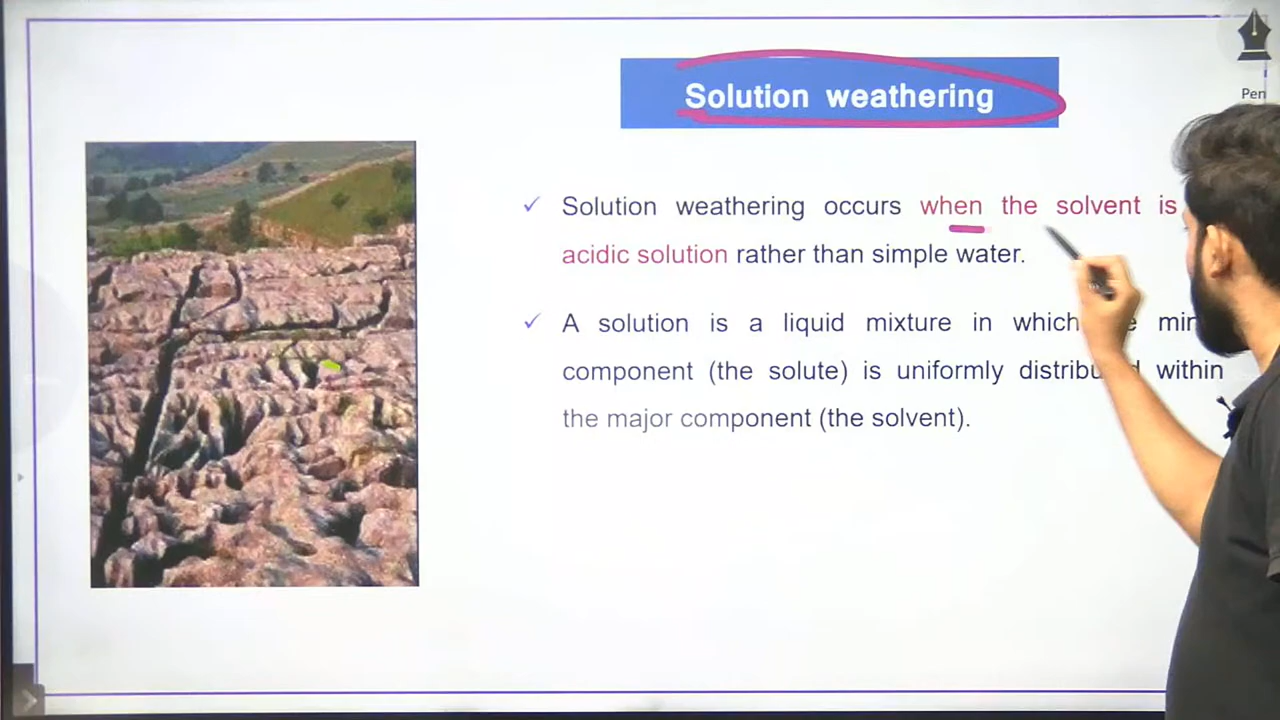 Solution weathering
Pen
Solution weathering occurs when the solvent is
acidic solution rather than simple water.
A solution is a liquid mixture in which
component (the solute) is uniformly distributed within
the major component (the solvent).